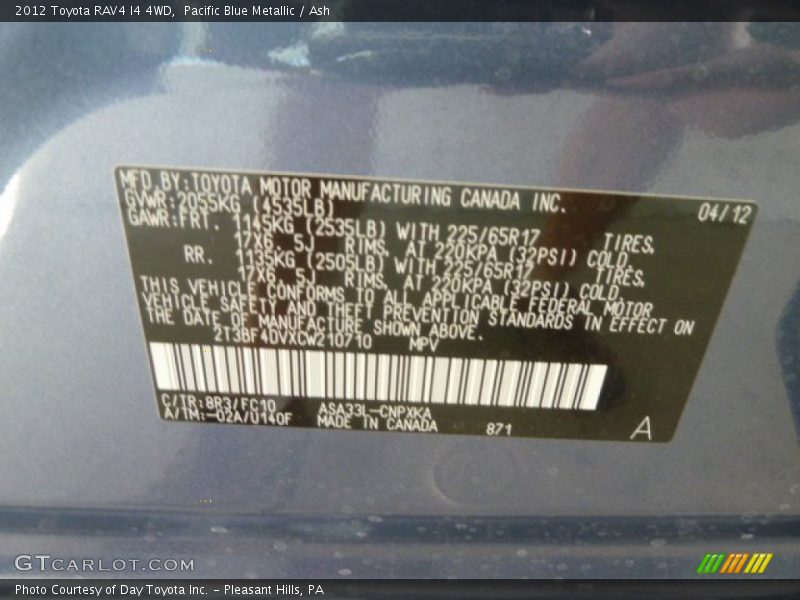 2012 Toyota RAV4 I4 4WD, Pacific Blue Metallic / Ash
MFD.BY:TOYOTA MOTOR MANUFACTURING CANADA INC.
04/12
GVWR:2055KG (4535LB)
GAWR:FRT. 1145KG (2535LB) WITH 225/65R17 TIRES.
17X6.5J RIMS. AT 220KPA (32PSI) COLD.
RR. 1135KG (2505LB) WITH 225/65R17 TIRES.
17X6.5J RIMS. AT 220KPA (32PSI) COLD.
THIS VEHICLE CONFORMS TO ALL APPLICABLE FEDERAL MOTOR
VEHICLE SAFETY AND THEFT PREVENTION STANDARDS IN EFFECT ON
THE DATE OF MANUFACTURE SHOWN ABOVE.
2T3BF4DVXCW210710 MPV
C/TR:8R3/FC10 ASA33L-CNPXKA
A/TM:-02A/U140F MADE IN CANADA 871 A
GTCARLOT.COM
Photo Courtesy of Day Toyota Inc. - Pleasant Hills, PA